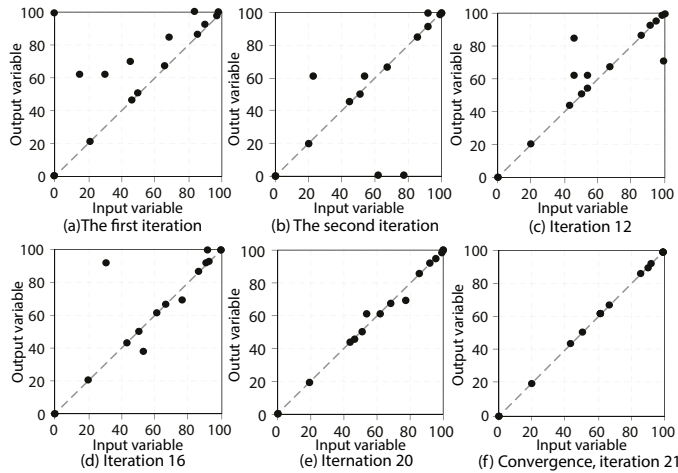 100
80
60
40
20
0
Output variable
0 20 40 60 80 100
Input variable
(a)The first iteration
100
80
60
40
20
0
Outut variable
0 20 40 60 80 100
Input variable
(b) The second iteration
100
80
60
40
20
0
Output variable
0 20 40 60 80 100
Input variable
(c) Iteration 12
100
80
60
40
20
0
Output variable
0 20 40 60 80 100
Input variable
(d) Iteration 16
100
80
60
40
20
0
Outut variable
0 20 40 60 80 100
Input variable
(e) Iternation 20
100
80
60
40
20
0
Output variable
0 20 40 60 80 100
Input variable
(f) Convergence, iteration 21